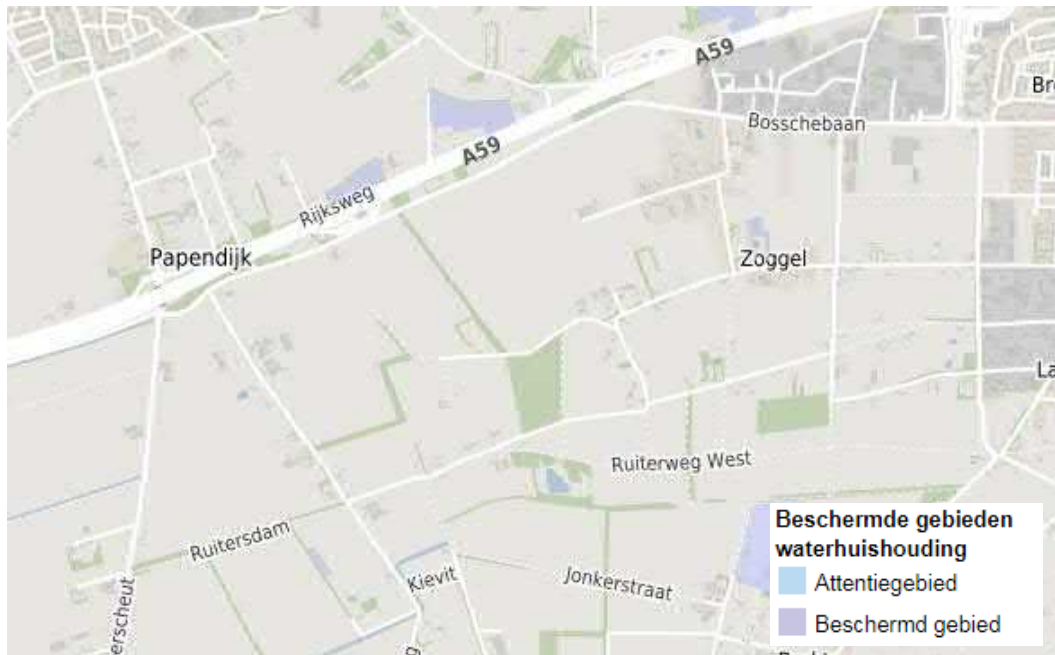 A59
Bosschebaan
A59
Rijksweg
Papendijk
Zoggel
Ruiterweg West
Ruitersdam
Kievit
Jonkerstraat
Beschermde gebieden
waterhuishouding
Attentiegebied
Beschermd gebied